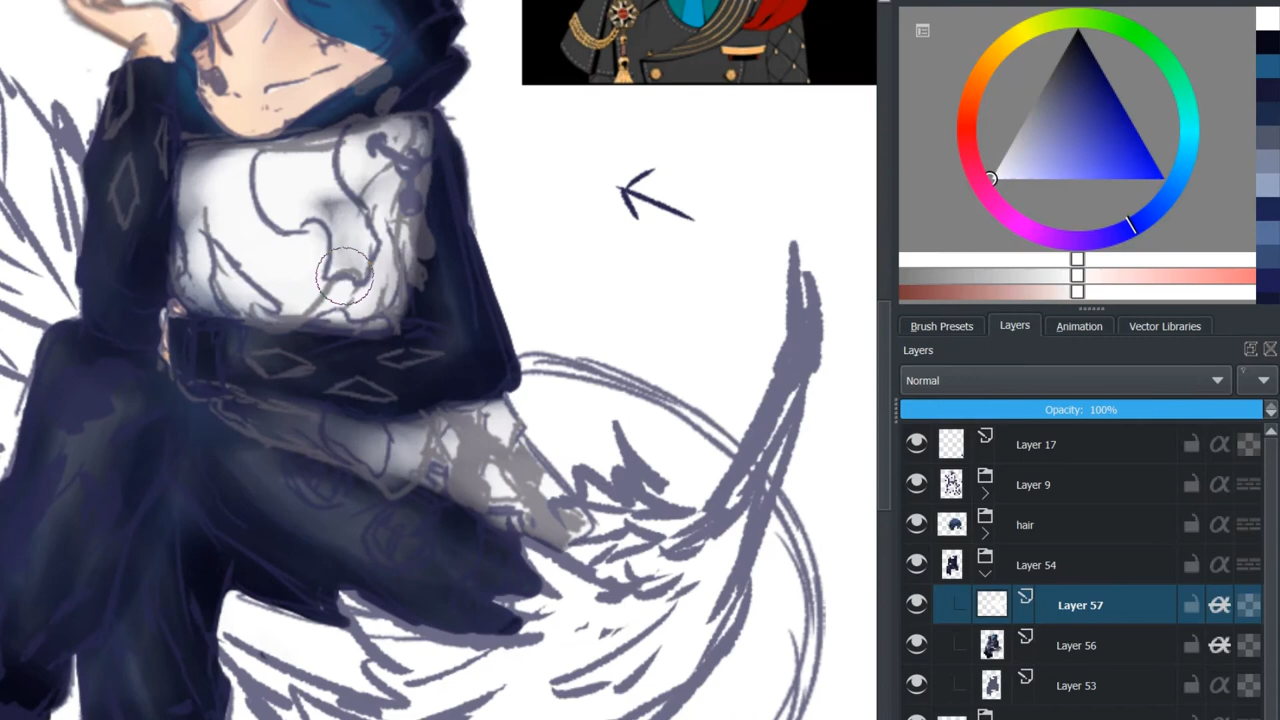 Brush Presets
Layers
Animation
Vector Libraries
Layers
Normal
Opacity: 100%
Layer 17
Layer 9
hair
Layer 54
Layer 57
Layer 56
Layer 53